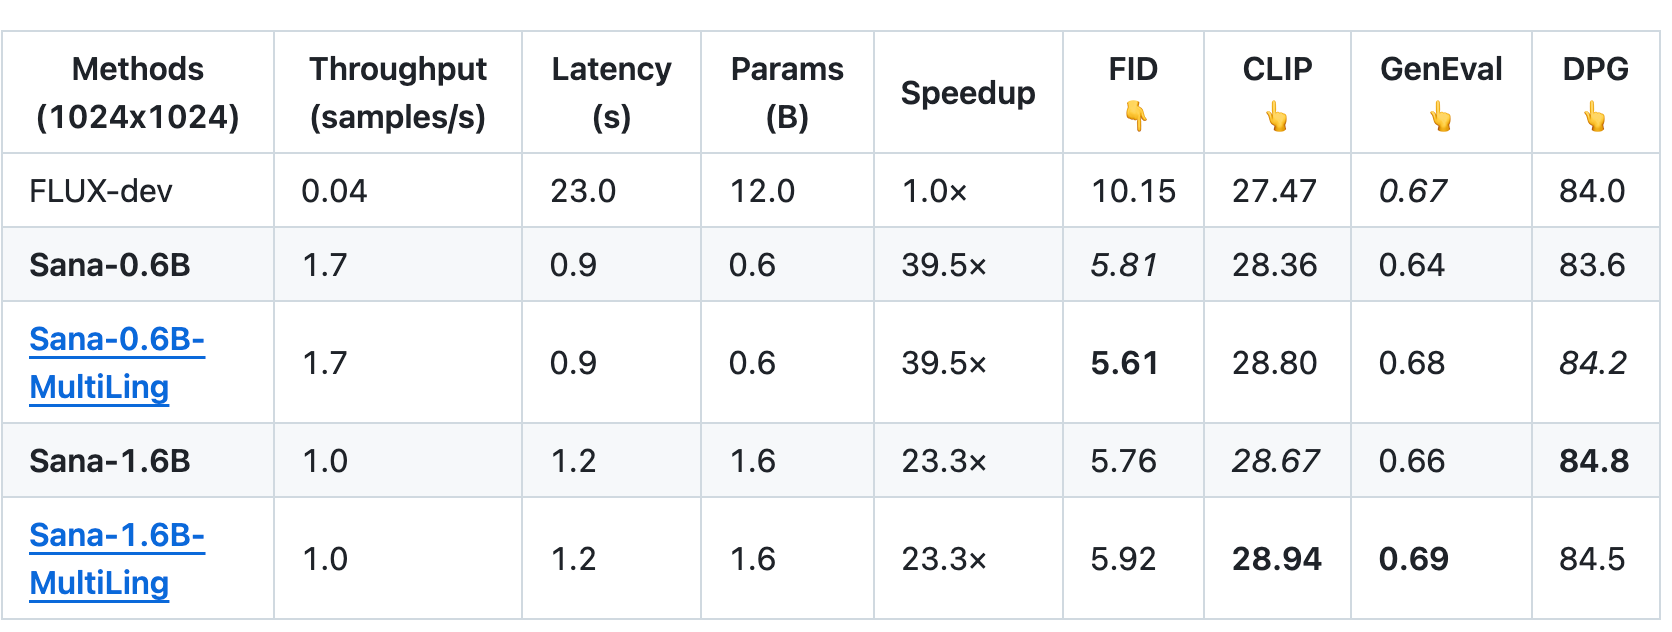 Methods (1024x1024) Throughput (samples/s) Latency (s) Params (B) Speedup FID 👇 CLIP 👆 GenEval 👆 DPG 👆
FLUX-dev 0.04 23.0 12.0 1.0× 10.15 27.47 0.67 84.0
Sana-0.6B 1.7 0.9 0.6 39.5× 5.81 28.36 0.64 83.6
Sana-0.6B-MultiLing 1.7 0.9 0.6 39.5× 5.61 28.80 0.68 84.2
Sana-1.6B 1.0 1.2 1.6 23.3× 5.76 28.67 0.66 84.8
Sana-1.6B-MultiLing 1.0 1.2 1.6 23.3× 5.92 28.94 0.69 84.5